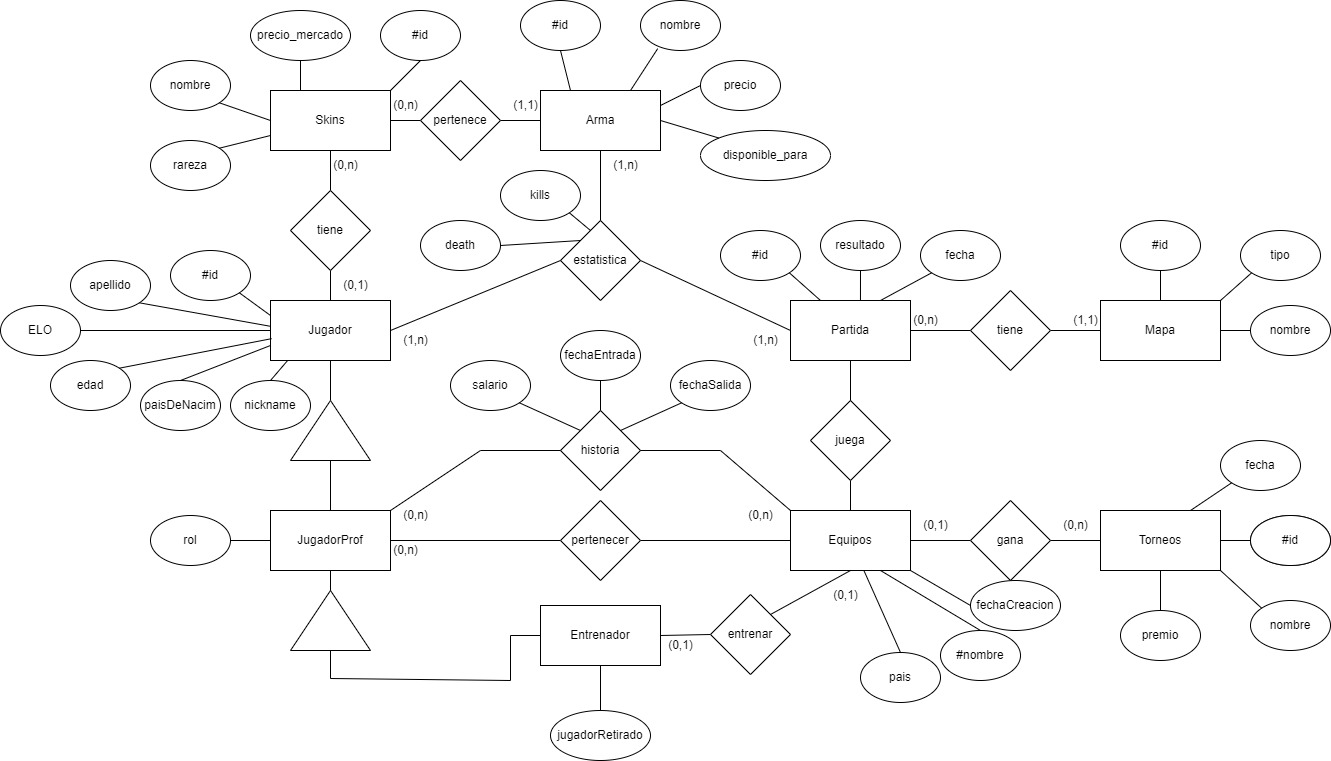 #id
nombre
precio_mercado
#id
nombre
precio
(0,n)
(1,1)
Skins
pertenece
Arma
rareza
disponible_para
(0,n)
(1,n)
kills
tiene
death
estatistica
#id
resultado
fecha
#id
tipo
apellido
#id
(0,1)
ELO
Jugador
(1,n)
(1,n)
Partida
(0,n)
tiene
(1,1)
Mapa
nombre
edad
paisDeNacim
nickname
salario
fechaEntrada
fechaSalida
historia
juega
fecha
(0,n)
(0,n)
(0,1)
(0,n)
rol
JugadorProf
(0,n)
pertenecer
Equipos
gana
Torneos
#id
(0,1)
fechaCreacion
Entrenador
(0,1)
entrenar
#nombre
pais
premio
nombre
jugadorRetirado